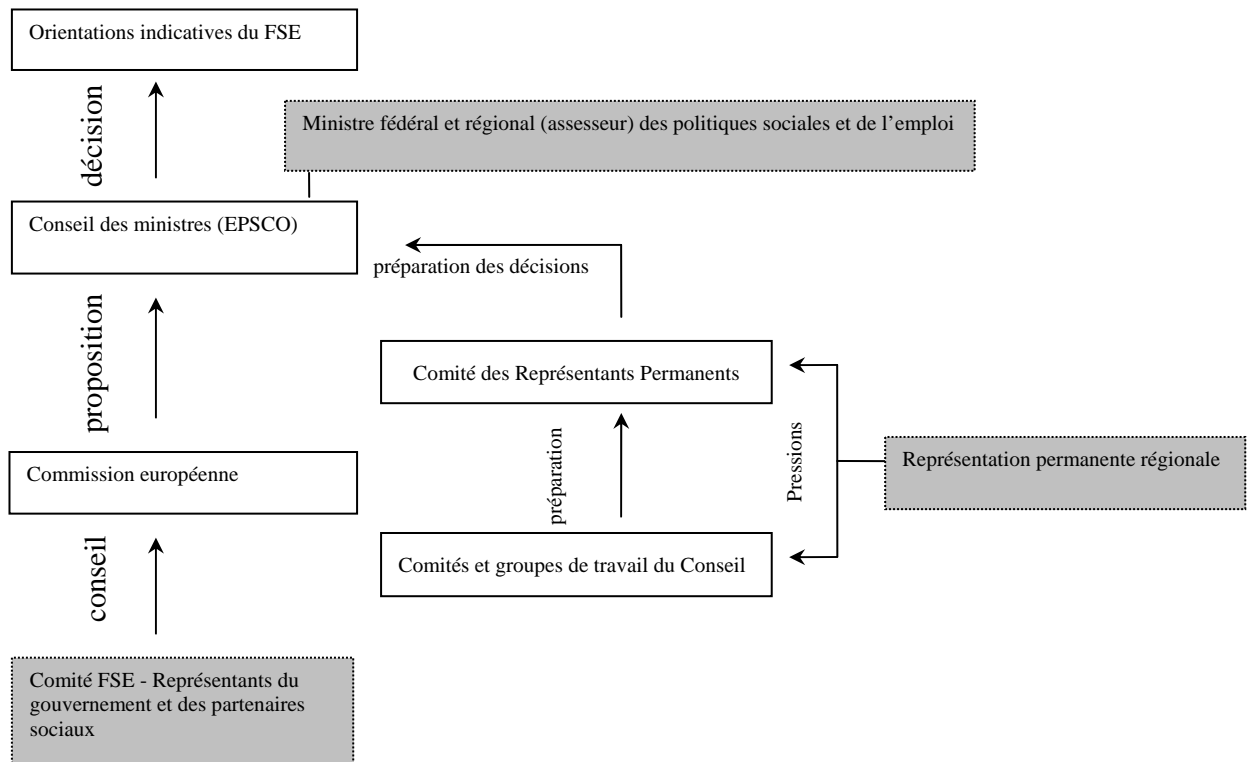 Orientations indicatives du FSE
décision
Ministre fédéral et régional (assesseur) des politiques sociales et de l’emploi
Conseil des ministres (EPSCO)
préparation des décisions
proposition
Comité des Représentants Permanents
Commission européenne
préparation
Pressions
Représentation permanente régionale
Comités et groupes de travail du Conseil
conseil
Comité FSE - Représentants du
gouvernement et des partenaires
sociaux